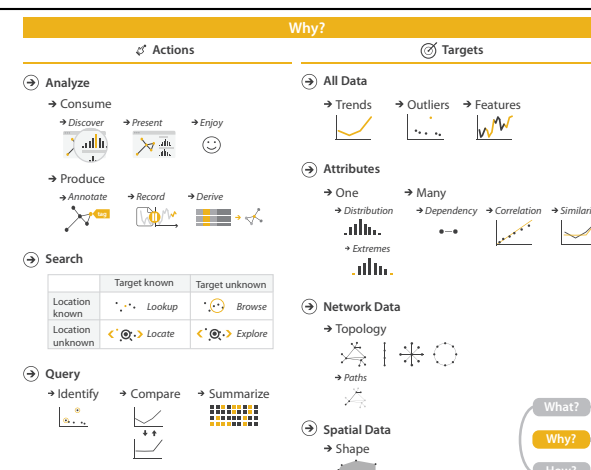 Why?
Actions
Targets
→ Analyze
→ Consume
→ Discover → Present → Enjoy
→ Produce
→ Annotate → Record → Derive
tag
→ Search
Target known Target unknown
Location known Lookup Browse
Location unknown Locate Explore
→ Query
→ Identify → Compare → Summarize
→ All Data
→ Trends → Outliers → Features
→ Attributes
→ One → Many
→ Distribution → Dependency → Correlation → Similari
→ Extremes
→ Network Data
→ Topology
→ Paths
→ Spatial Data
→ Shape
What?
Why?
How?